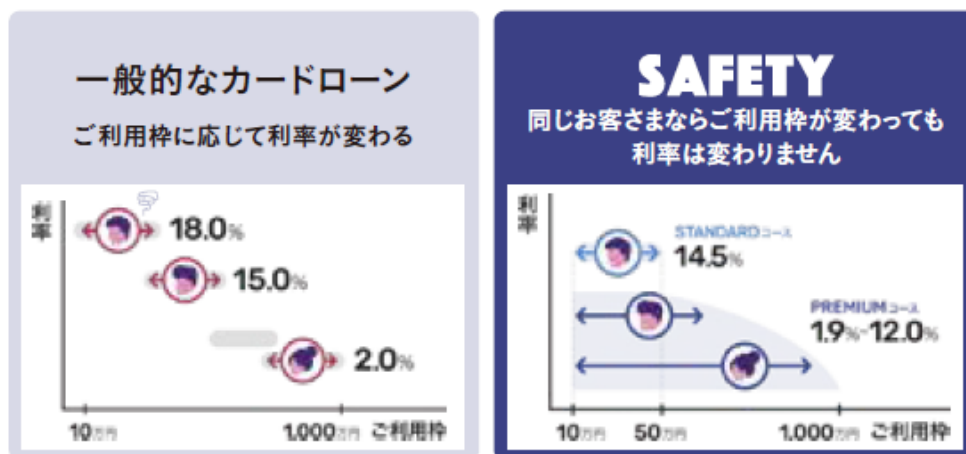 一般的なカードローン
ご利用枠に応じて利率が変わる
利率
18.0%
15.0%
2.0%
10万円
1.000万円 ご利用枠
SAFETY
同じお客さまならご利用枠が変わっても
利率は変わりません
利率
STANDARDコース
14.5%
PREMIUMコース
1.9%-12.0%
10万円 50万円 1.000万円 ご利用枠